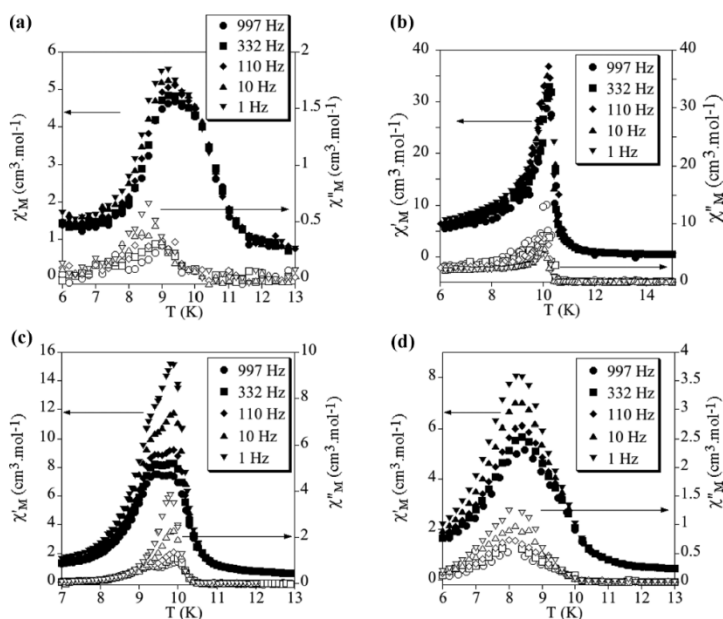 (a)
997 Hz
332 Hz
110 Hz
10 Hz
1 Hz
6
5
4
3
2
1
0
2
1.5
1
0.5
0
χ'M (cm3.mol-1)
χ"M (cm3.mol-1)
6 7 8 9 10 11 12 13
T (K)
(b)
997 Hz
332 Hz
110 Hz
10 Hz
1 Hz
40
35
30
25
20
10
0
40
30
20
10
0
χ'M (cm3.mol-1)
χ"M (cm3.mol-1)
6 8 10 12 14
T (K)
(c)
997 Hz
332 Hz
110 Hz
10 Hz
1 Hz
16
14
12
10
8
6
4
2
0
10
8
6
4
2
0
χ'M (cm3.mol-1)
χ"M (cm3.mol-1)
7 8 9 10 11 12 13
T (K)
(d)
997 Hz
332 Hz
110 Hz
10 Hz
1 Hz
8
6
4
2
0
4
3.5
3
2.5
2
1.5
1
0.5
0
χ'M (cm3.mol-1)
χ"M (cm3.mol-1)
6 7 8 9 10 11 12 13
T (K)